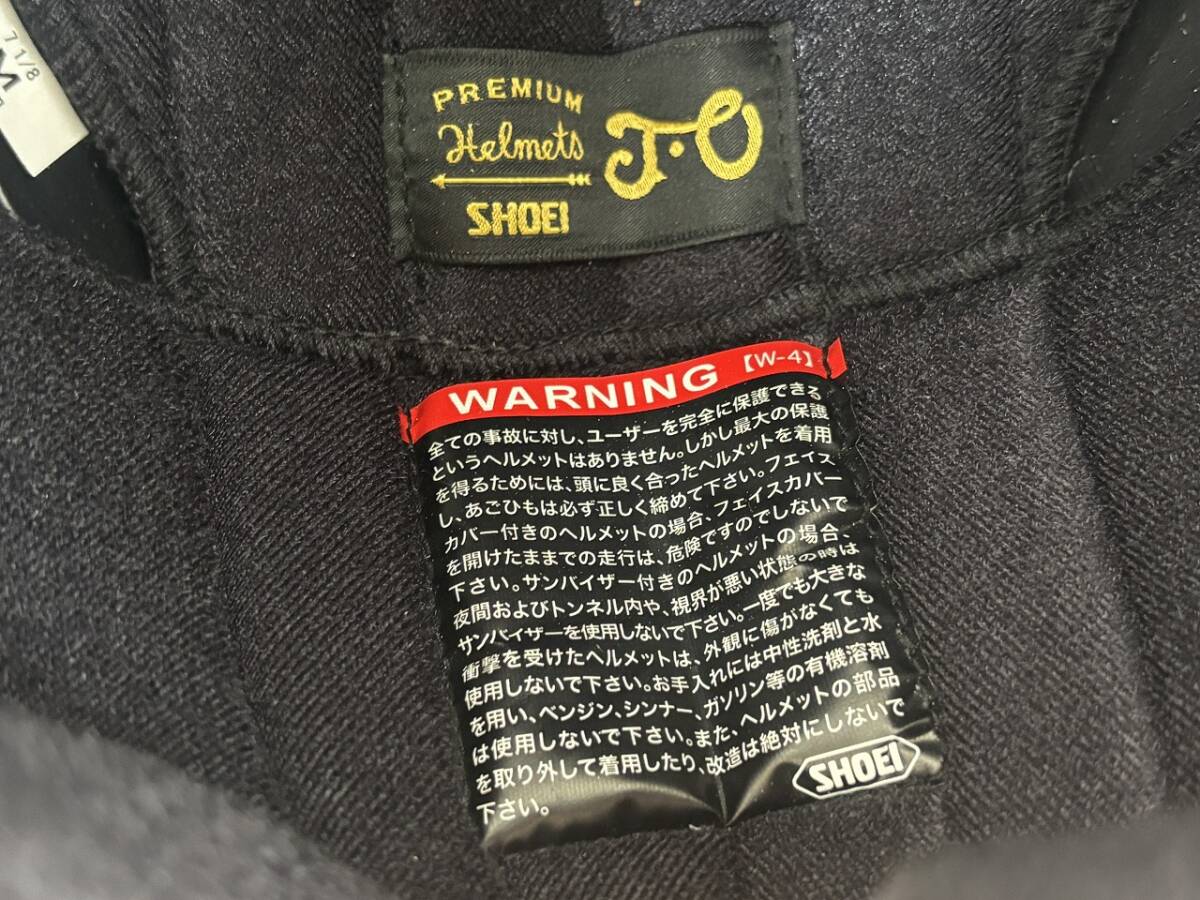 7 1/8
M
PREMIUM
Helmets
J・O
SHOEI
WARNING 【W-4】
全ての事故に対し、ユーザーを完全に保護できる
というヘルメットはありません。しかし最大の保護
を得るためには、頭に良く合ったヘルメットを着用
し、あごひもは必ず正しく締めて下さい。フェイス
カバー付きのヘルメットの場合、フェイスカバー
を開けたままでの走行は、危険ですのでしないで
下さい。サンバイザー付きのヘルメットの場合、
夜間およびトンネル内や、視界が悪い状態の時は
サンバイザーを使用しないで下さい。一度でも大きな
衝撃を受けたヘルメットは、外観に傷がなくても
使用しないで下さい。お手入れには中性洗剤と水
を用い、ベンジン、シンナー、ガソリン等の有機溶剤
は使用しないで下さい。また、ヘルメットの部品
を取り外して着用したり、改造は絶対にしないで
下さい。
SHOEI